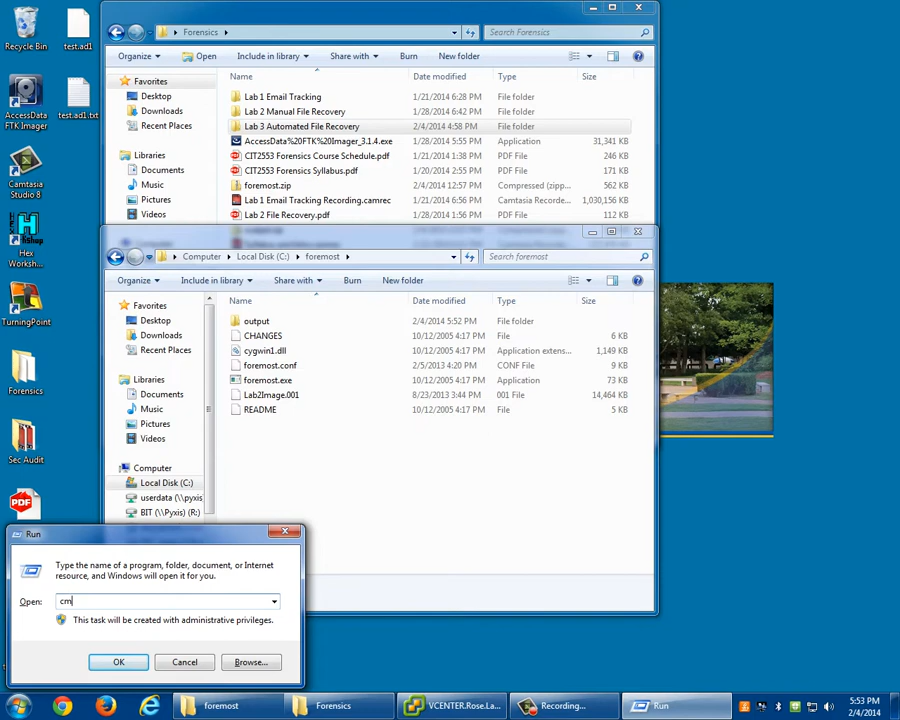 Recycle Bin
test.ad1
AccessData
FTK Imager
test.ad1.txt
Camtasia
Studio 8
Hex
Worksh...
TurningPoint
Forensics
Sec Audit
PDF
Forensics
Search Forensics
Organize
Open
Include in library
Share with
Burn
New folder
Favorites
Desktop
Downloads
Recent Places
Libraries
Documents
Music
Pictures
Videos
Name Date modified Type Size
Lab 1 Email Tracking 1/21/2014 6:28 PM File folder
Lab 2 Manual File Recovery 1/28/2014 6:42 PM File folder
Lab 3 Automated File Recovery 2/4/2014 4:58 PM File folder
AccessData%20FTK%20Imager_3.1.4.exe 1/28/2014 5:55 PM Application 31,341 KB
CIT2553 Forensics Course Schedule.pdf 1/21/2014 1:38 PM PDF File 246 KB
CIT2553 Forensics Syllabus.pdf 1/20/2014 2:55 PM PDF File 171 KB
foremost.zip 2/4/2014 12:57 PM Compressed (zipp... 562 KB
Lab 1 Email Tracking Recording.camrec 1/21/2014 6:56 PM Camtasia Recorde... 1,030,156 KB
Lab 2 File Recovery.pdf 1/28/2014 1:56 PM PDF File 112 KB
Computer
Computer
Local Disk (C:)
foremost
Search foremost
Organize
Include in library
Share with
Burn
New folder
Favorites
Desktop
Downloads
Recent Places
Libraries
Documents
Music
Pictures
Videos
Computer
Local Disk (C:)
userdata (\\pyxis
BIT (\\Pyxis) (R:)
Name Date modified Type Size
output 2/4/2014 5:52 PM File folder
CHANGES 10/12/2005 4:17 PM File 6 KB
cygwin1.dll 10/12/2005 4:17 PM Application extens... 1,149 KB
foremost.conf 2/5/2013 4:20 PM CONF File 9 KB
foremost.exe 10/12/2005 4:17 PM Application 73 KB
Lab2Image.001 8/23/2013 3:44 PM 001 File 14,464 KB
README 10/12/2005 4:17 PM File 5 KB
Run
Type the name of a program, folder, document, or Internet
resource, and Windows will open it for you.
Open: cm
This task will be created with administrative privileges.
OK
Cancel
Browse...
foremost
Forensics
VCENTER.Rose.La...
Recording...
Run
5:53 PM
2/4/2014